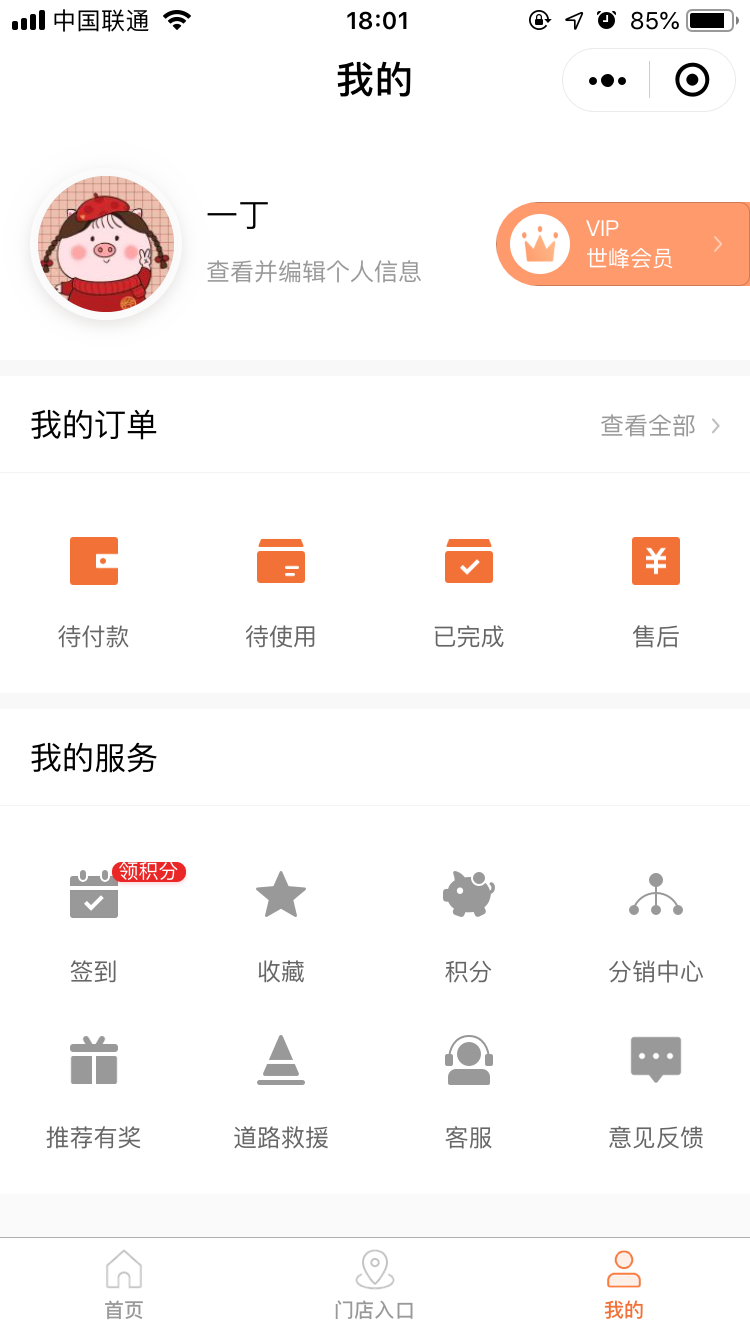 中国联通
18:01
85%
我的
一丁
查看并编辑个人信息
VIP
世峰会员
我的订单
查看全部
待付款
待使用
已完成
售后
我的服务
领积分
签到
收藏
积分
分销中心
推荐有奖
道路救援
客服
意见反馈
首页
门店入口
我的